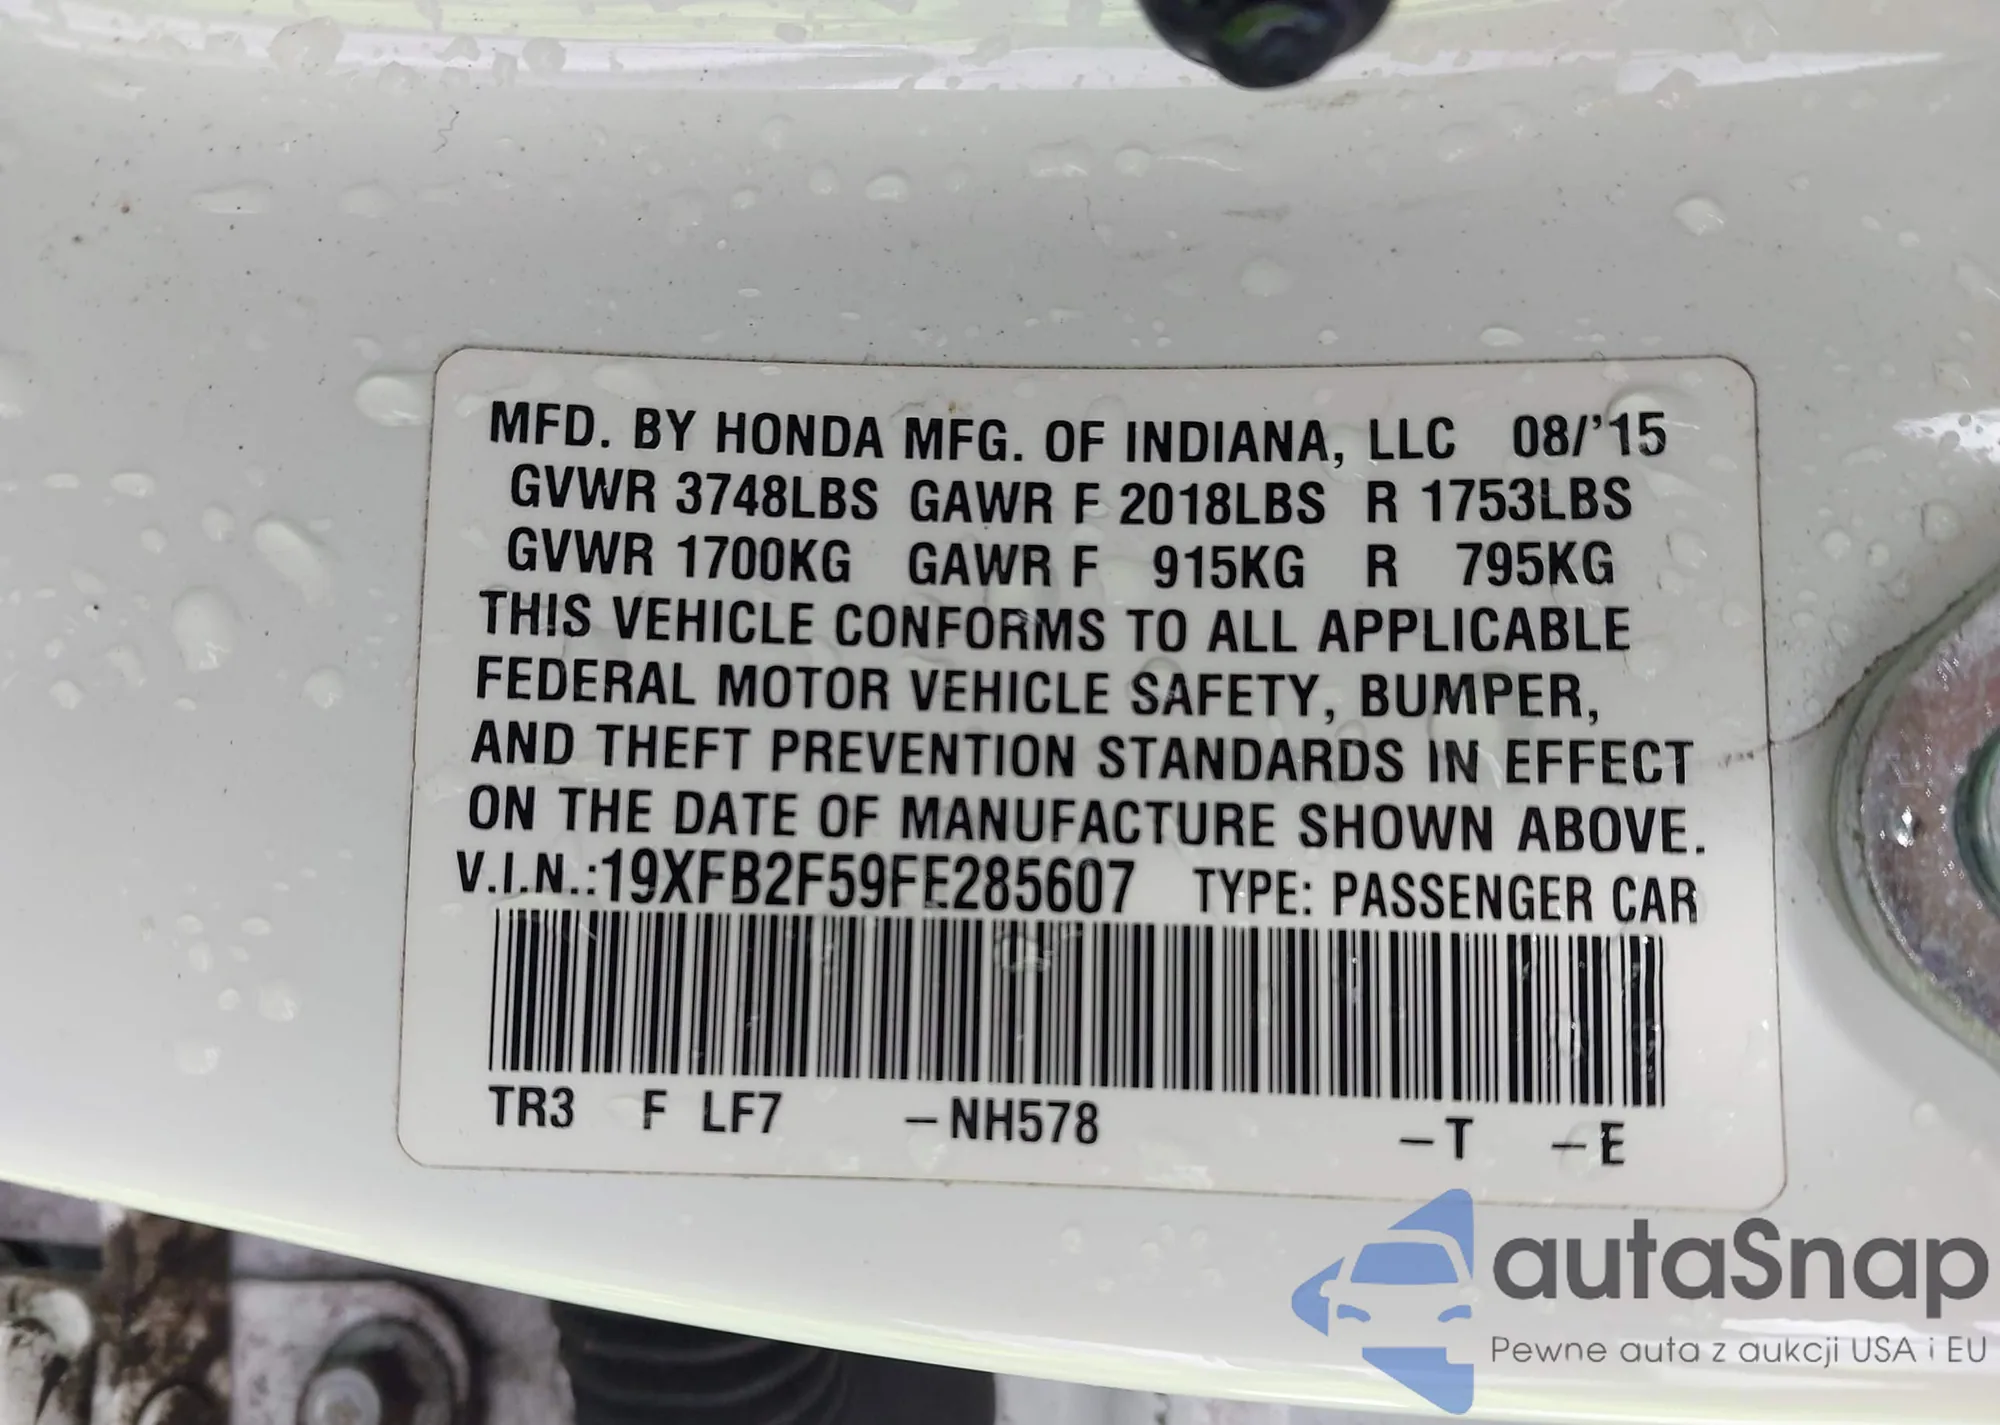 MFD. BY HONDA MFG. OF INDIANA, LLC 08/'15
GVWR 3748LBS GAWR F 2018LBS R 1753LBS
GVWR 1700KG GAWR F 915KG R 795KG
THIS VEHICLE CONFORMS TO ALL APPLICABLE
FEDERAL MOTOR VEHICLE SAFETY, BUMPER,
AND THEFT PREVENTION STANDARDS IN EFFECT
ON THE DATE OF MANUFACTURE SHOWN ABOVE.
V.I.N.:19XFB2F59FE285607 TYPE: PASSENGER CAR
TR3 F LF7 –NH578 –T –E
autaSnap
Pewne auta z aukcji USA i EU